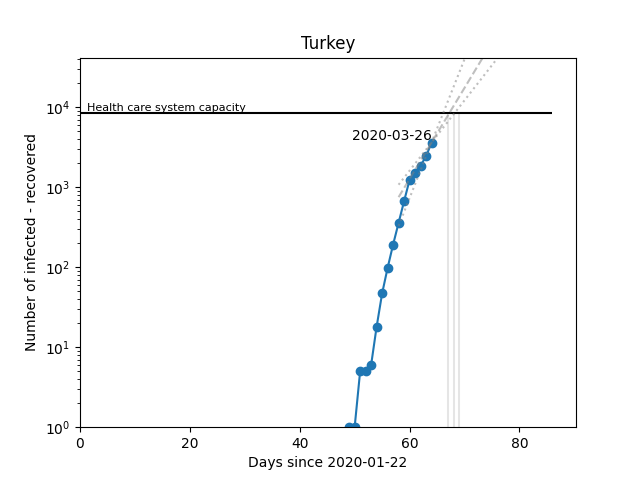 Turkey
Health care system capacity
2020-03-26
Number of infected - recovered
10^4
10^3
10^2
10^1
10^0
0 20 40 60 80
Days since 2020-01-22